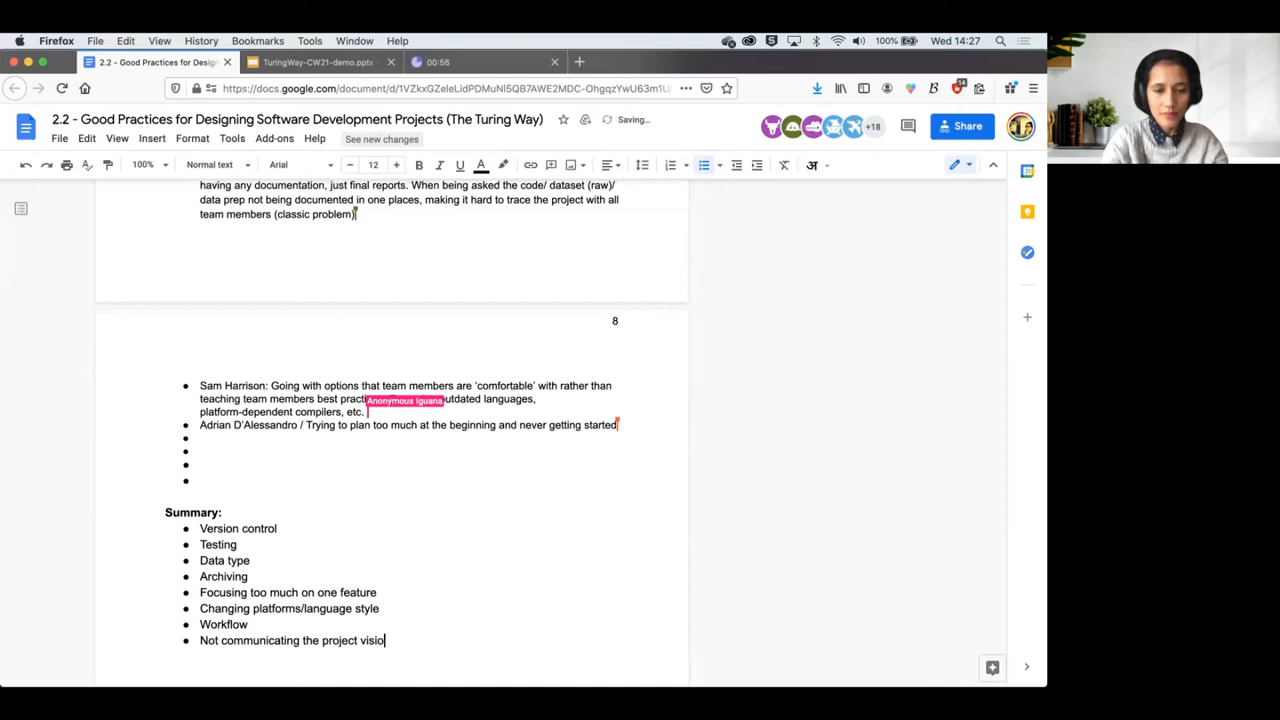 Firefox File Edit View History Bookmarks Tools Window Help 100% Wed 14:27
2.2 - Good Practices for Desig TuringWay-CW21-demo.pptx 00:56
https://docs.google.com/document/d/1VZkxGZeleLidPDMuNI5QB7AWE2MDC-OhgqzYwU63m1U 14
2.2 - Good Practices for Designing Software Development Projects (The Turing Way) Saving...
+18 Share
File Edit View Insert Format Tools Add-ons Help See new changes
100% Normal text Arial 12 B I U A अ
having any documentation, just final reports. When being asked the code/ dataset (raw)/
data prep not being documented in one places, making it hard to trace the project with all
team members (classic problem)
8
● Sam Harrison: Going with options that team members are ‘comfortable’ with rather than
teaching team members best practi utdated languages,
Anonymous Iguana
platform-dependent compilers, etc.
● Adrian D’Alessandro / Trying to plan too much at the beginning and never getting started
●
●
●
●
Summary:
● Version control
● Testing
● Data type
● Archiving
● Focusing too much on one feature
● Changing platforms/language style
● Workflow
● Not communicating the project visio